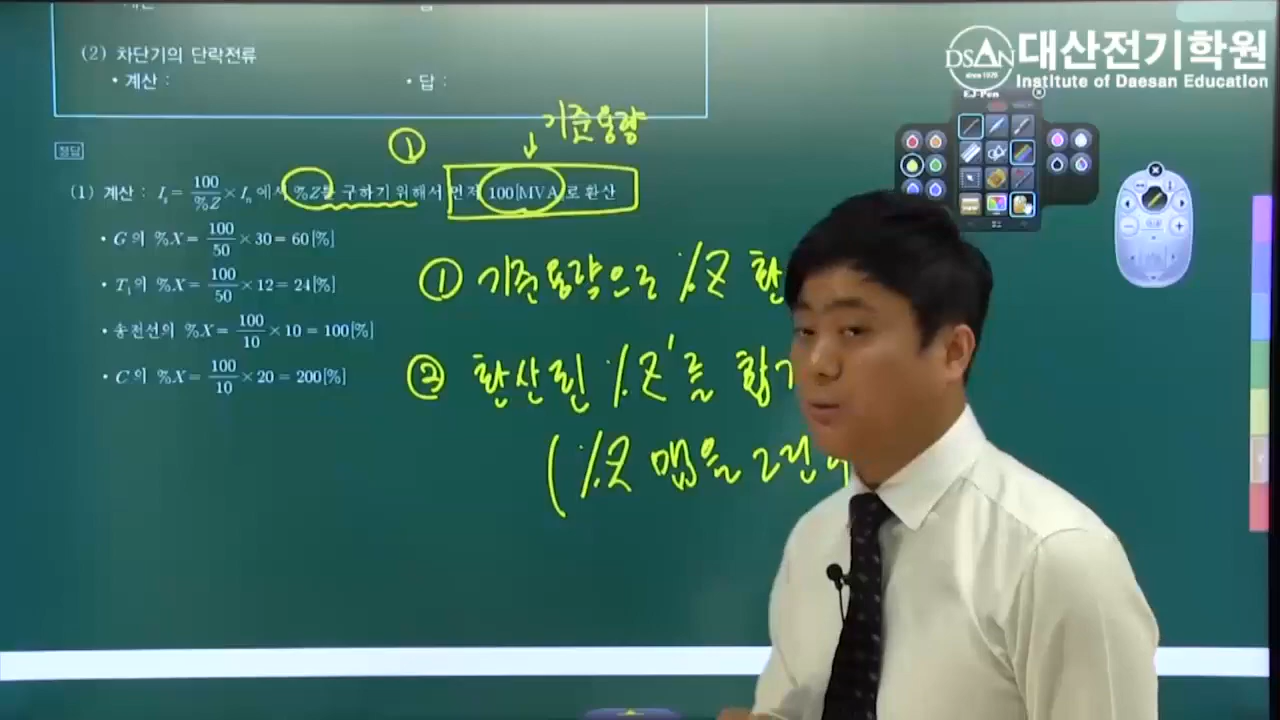 (2) 차단기의 단락전류
• 계산 :
• 답 :
DSAN
since 1979
대산전기학원
Institute of Daesan Education
EJ-Pen
정답
① 기준용량
(1) 계산 : Is = 100/%Z × In 에서 %Z를 구하기 위해서 먼저 100[MVA]로 환산
• G의 %X = 100/50 × 30 = 60[%]
• T1의 %X = 100/50 × 12 = 24[%]
• 송전선의 %X = 100/10 × 10 = 100[%]
• C의 %X = 100/10 × 20 = 200[%]
① 기준용량으로 %Z 환
② 환산된 %Z'를 합
(%Z 맵을 그린